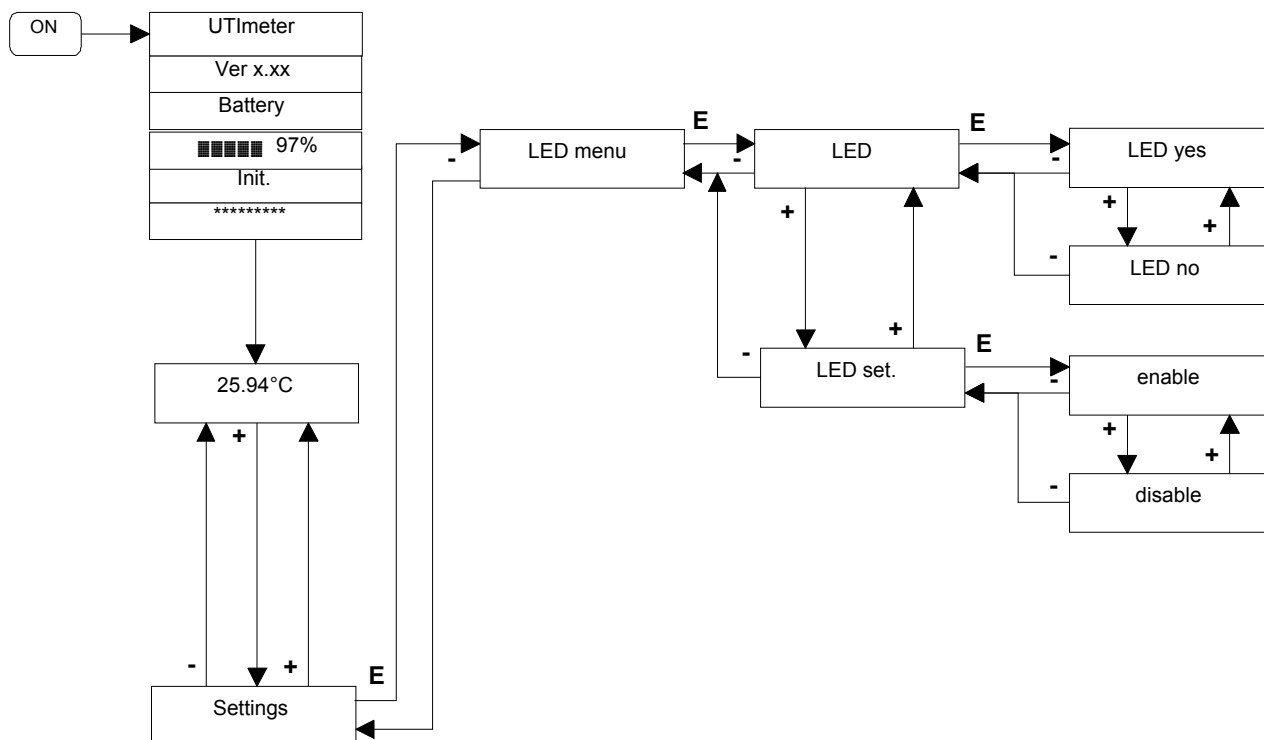 ON
UTImeter
Ver x.xx
Battery
97%
Init.
*********
25.94°C
+
-
+
Settings
E
-
LED menu
E
-
LED
E
-
LED yes
+
+
-
LED no
+
+
-
LED set.
E
-
enable
+
+
-
disable